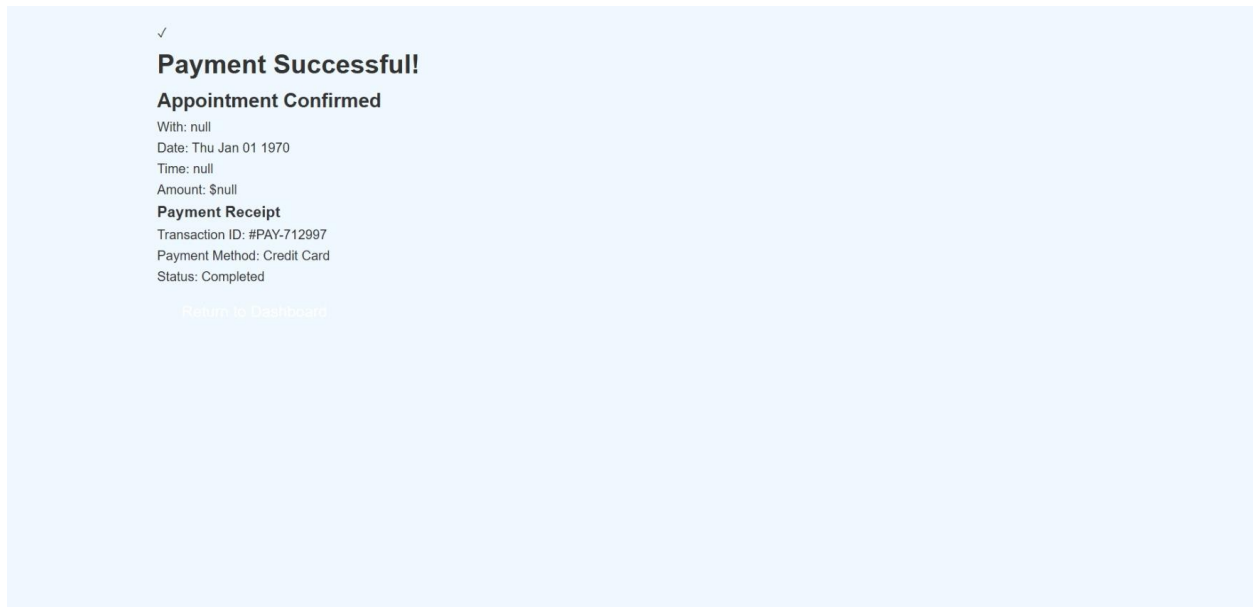 ✓
Payment Successful!
Appointment Confirmed
With: null
Date: Thu Jan 01 1970
Time: null
Amount: $null
Payment Receipt
Transaction ID: #PAY-712997
Payment Method: Credit Card
Status: Completed
Return to Dashboard